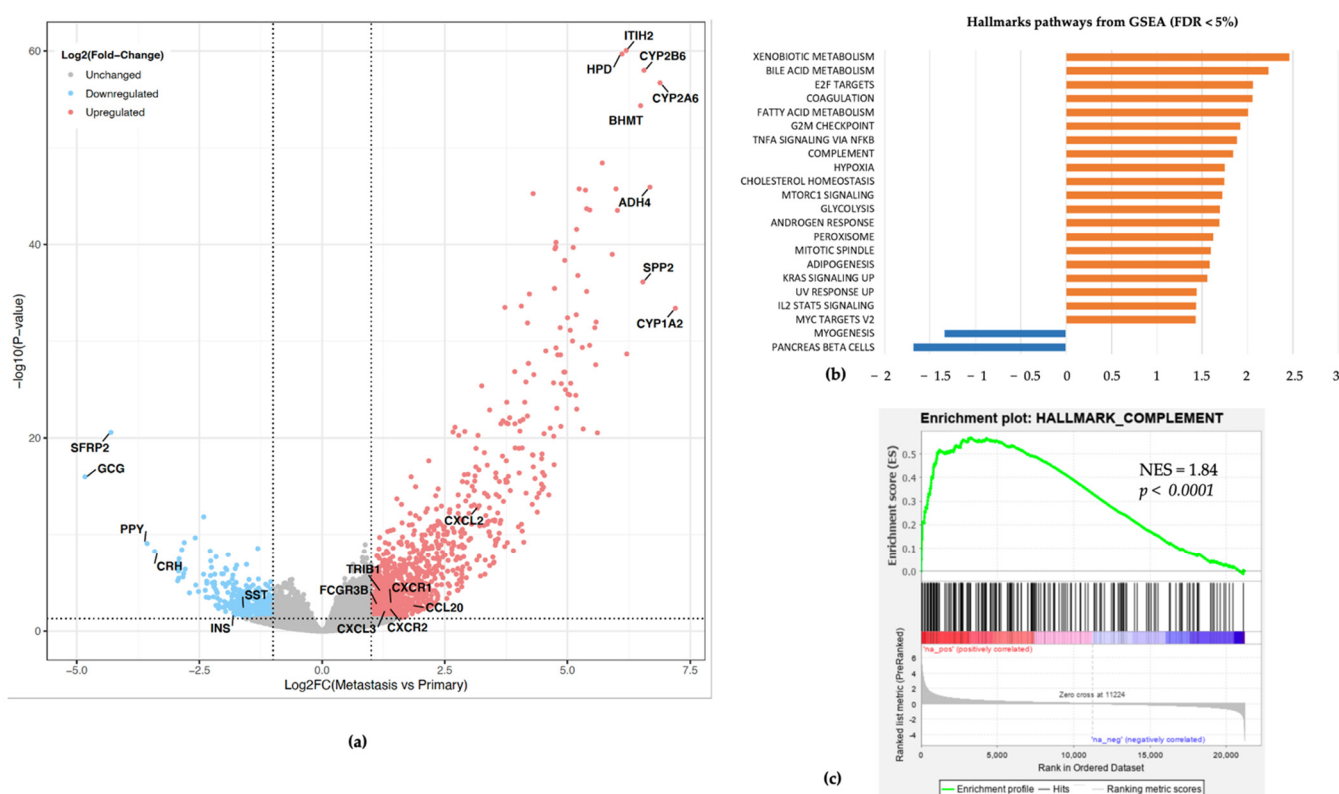 Log2(Fold-Change)
Unchanged
Downregulated
Upregulated
ITIH2
HPD
CYP2B6
CYP2A6
BHMT
ADH4
SPP2
CYP1A2
SFRP2
GCG
PPY
CRH
SST
INS
CXCL2
TRIB1
FCGR3B
CXCR1
CCL20
CXCL3
CXCR2
60
40
20
0
−log10(P−value)
−5.0 −2.5 0.0 2.5 5.0 7.5
Log2FC(Metastasis vs Primary)
(a)
Hallmarks pathways from GSEA (FDR < 5%)
XENOBIOTIC METABOLISM
BILE ACID METABOLISM
E2F TARGETS
COAGULATION
FATTY ACID METABOLISM
G2M CHECKPOINT
TNFA SIGNALING VIA NFKB
COMPLEMENT
HYPOXIA
CHOLESTEROL HOMEOSTASIS
MTORC1 SIGNALING
GLYCOLYSIS
ANDROGEN RESPONSE
PEROXISOME
MITOTIC SPINDLE
ADIPOGENESIS
KRAS SIGNALING UP
UV RESPONSE UP
IL2 STAT5 SIGNALING
MYC TARGETS V2
MYOGENESIS
PANCREAS BETA CELLS
(b)
− 2 − 1.5 − 1 − 0.5 0 0.5 1 1.5 2 2.5 3
Enrichment plot: HALLMARK_COMPLEMENT
NES = 1.84
p < 0.0001
Enrichment score (ES)
0.5
0.4
0.3
0.2
0.1
0.0
'na_pos' (positively correlated)
Ranked list metric (PreRanked)
6
4
2
0
-2
-4
Zero cross at 11224
'na_neg' (negatively correlated)
0 5,000 10,000 15,000 20,000
Rank in Ordered Dataset
Enrichment profile Hits Ranking metric scores
(c)